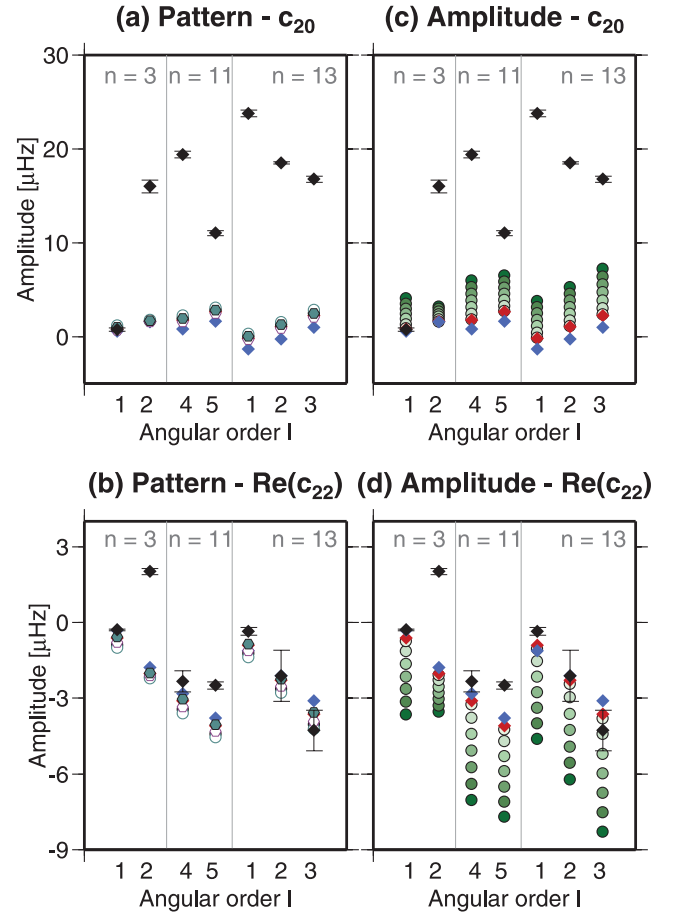 (a) Pattern - c20
(c) Amplitude - c20
30
20
10
0
Amplitude [μHz]
n = 3
n = 11
n = 13
n = 3
n = 11
n = 13
1 2 4 5 1 2 3
1 2 4 5 1 2 3
Angular order l
Angular order l
(b) Pattern - Re(c22)
(d) Amplitude - Re(c22)
3
0
-3
-6
-9
Amplitude [μHz]
n = 3
n = 11
n = 13
n = 3
n = 11
n = 13
1 2 4 5 1 2 3
1 2 4 5 1 2 3
Angular order l
Angular order l